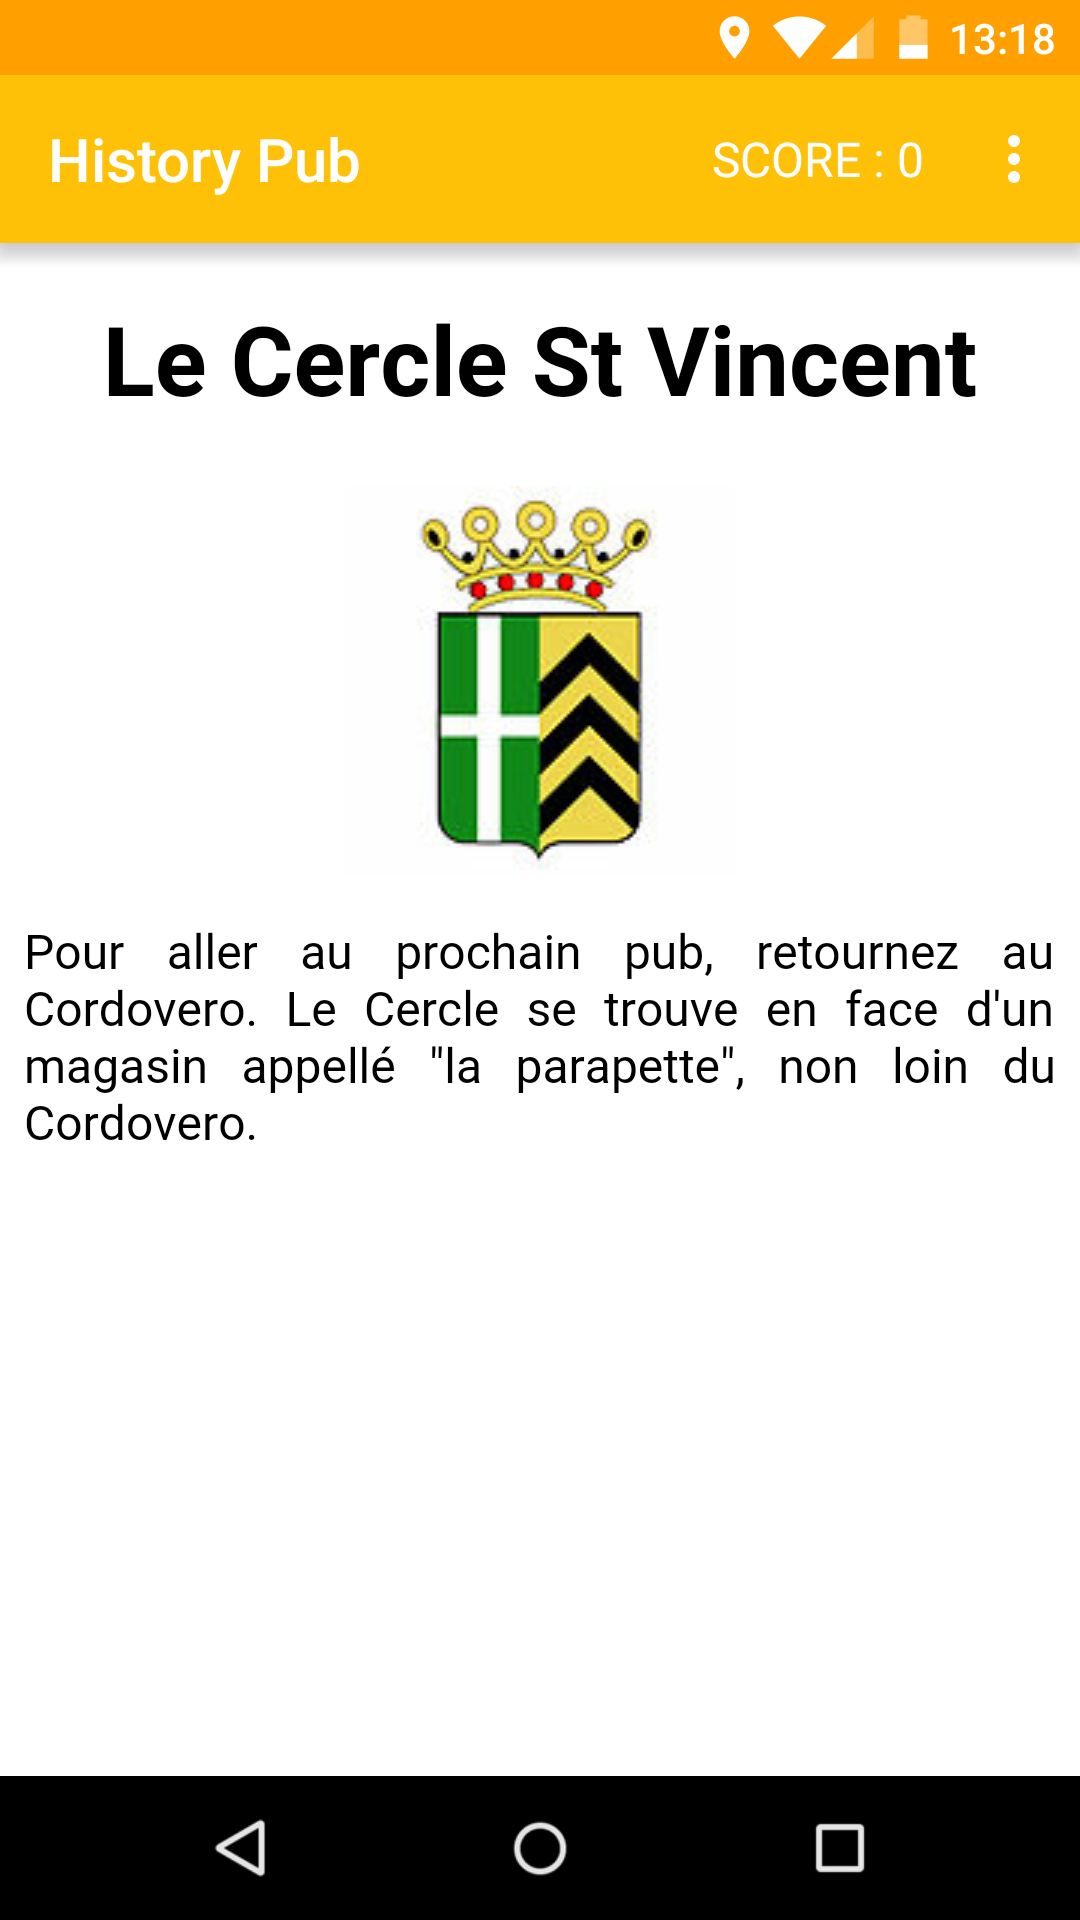 13:18
History Pub
SCORE : 0
Le Cercle St Vincent
Pour aller au prochain pub, retournez au
Cordovero. Le Cercle se trouve en face d'un
magasin appellé "la parapette", non loin du
Cordovero.